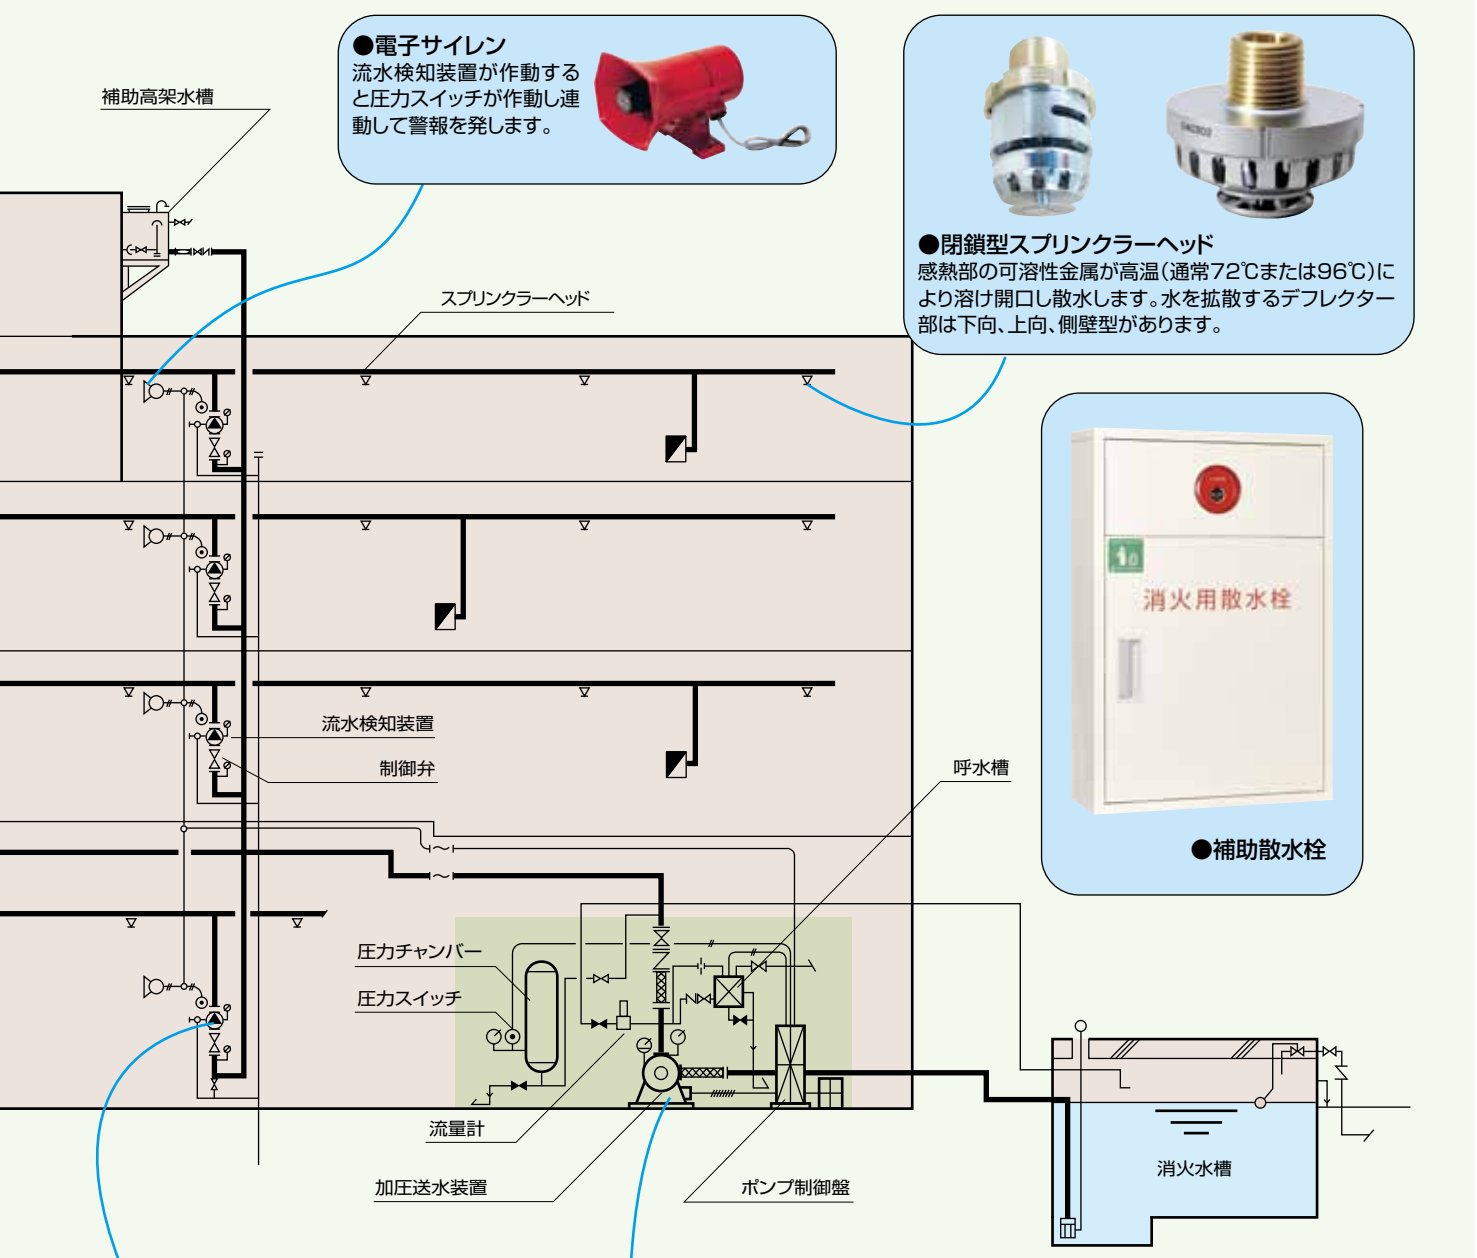 ●電子サイレン
流水検知装置が作動する
と圧力スイッチが作動し連
動して警報を発します。
●閉鎖型スプリンクラーヘッド
感熱部の可溶性金属が高温(通常72℃または96℃)に
より溶け開口し散水します。水を拡散するデフレクター
部は下向、上向、側壁型があります。
補助高架水槽
スプリンクラーヘッド
消火用散水栓
●補助散水栓
流水検知装置
制御弁
呼水槽
圧力チャンバー
圧力スイッチ
流量計
加圧送水装置
ポンプ制御盤
消火水槽